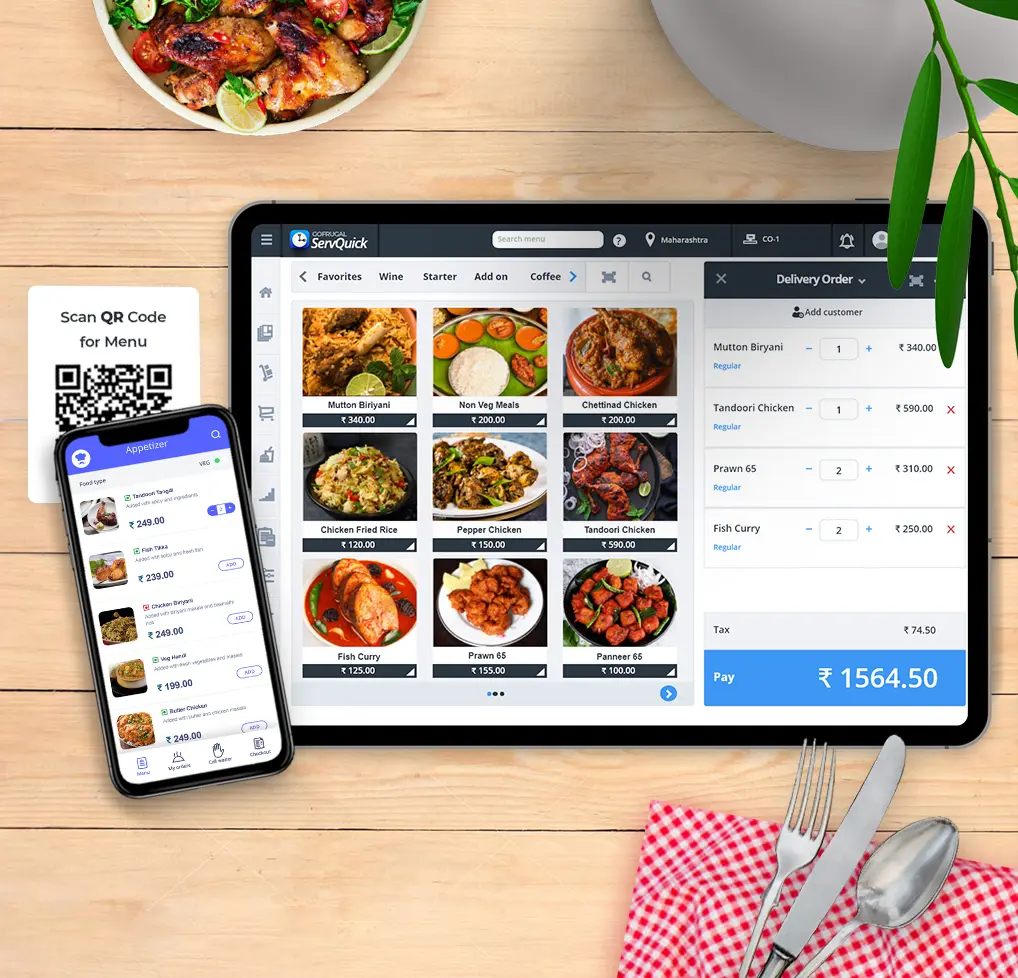 GOFRUGAL
ServQuick
Search menu
?
Maharashtra
CO-1
Favorites
Wine
Starter
Add on
Coffee
Delivery Order
Add customer
Mutton Biryani
1
₹ 340.00
Regular
Tandoori Chicken
1
₹ 590.00
Regular
Prawn 65
2
₹ 310.00
Regular
Fish Curry
2
₹ 250.00
Regular
Tax
₹ 74.50
Pay
₹ 1564.50
Mutton Biriyani
₹ 340.00
Non Veg Meals
₹ 200.00
Chettinad Chicken
₹ 200.00
Chicken Fried Rice
₹ 120.00
Pepper Chicken
₹ 150.00
Tandoori Chicken
₹ 590.00
Fish Curry
₹ 125.00
Prawn 65
₹ 155.00
Panneer 65
₹ 100.00
Scan QR Code
for Menu
Appetizer
VEG
Food type
Tandoori Tangdi
Added with spicy and ingredients
₹ 249.00
Fish Tikka
Added with spicy and fresh fish
₹ 239.00
ADD
Chicken Biryani
Added with Biriyani masala and basmathi
rice
₹ 249.00
ADD
Veg Handi
Added with fresh vegetables and masala
₹ 199.00
ADD
Butter Chicken
Added with butter and chicken masala
₹ 249.00
ADD
Menu
My orders
Call waiter
Checkout